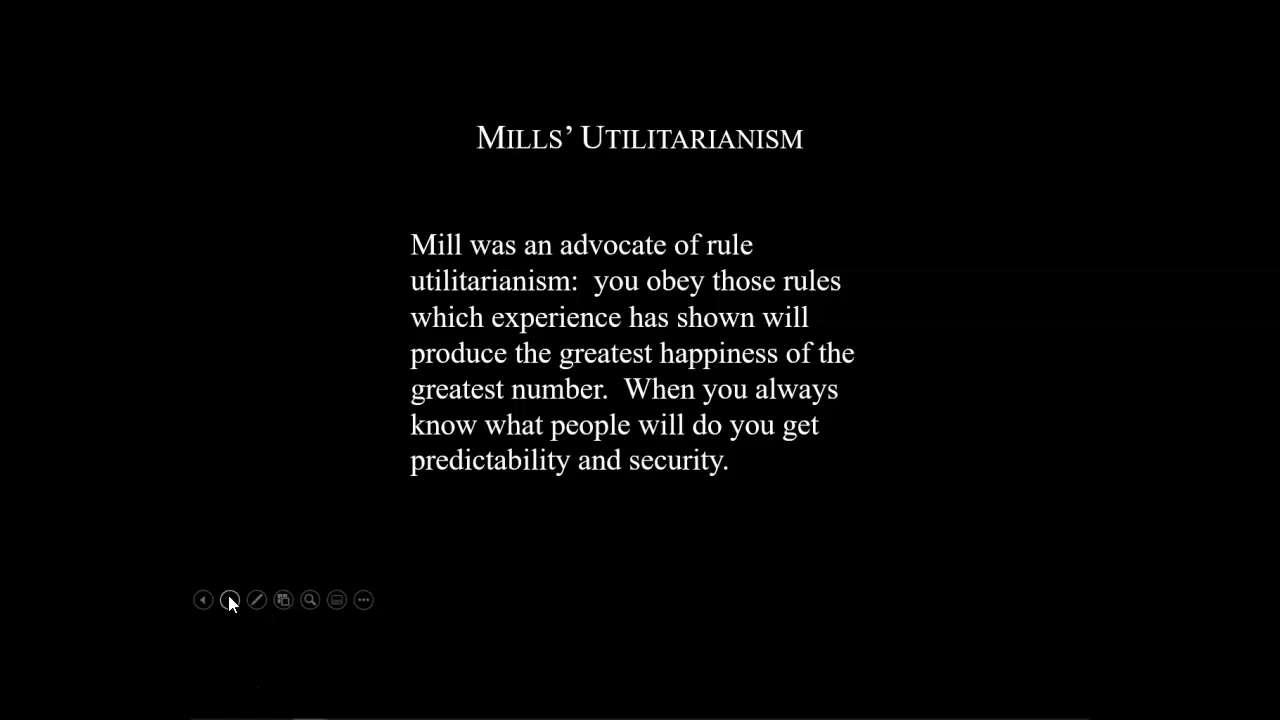 MILLS’ UTILITARIANISM
Mill was an advocate of rule
utilitarianism:  you obey those rules
which experience has shown will
produce the greatest happiness of the
greatest number.  When you always
know what people will do you get
predictability and security.